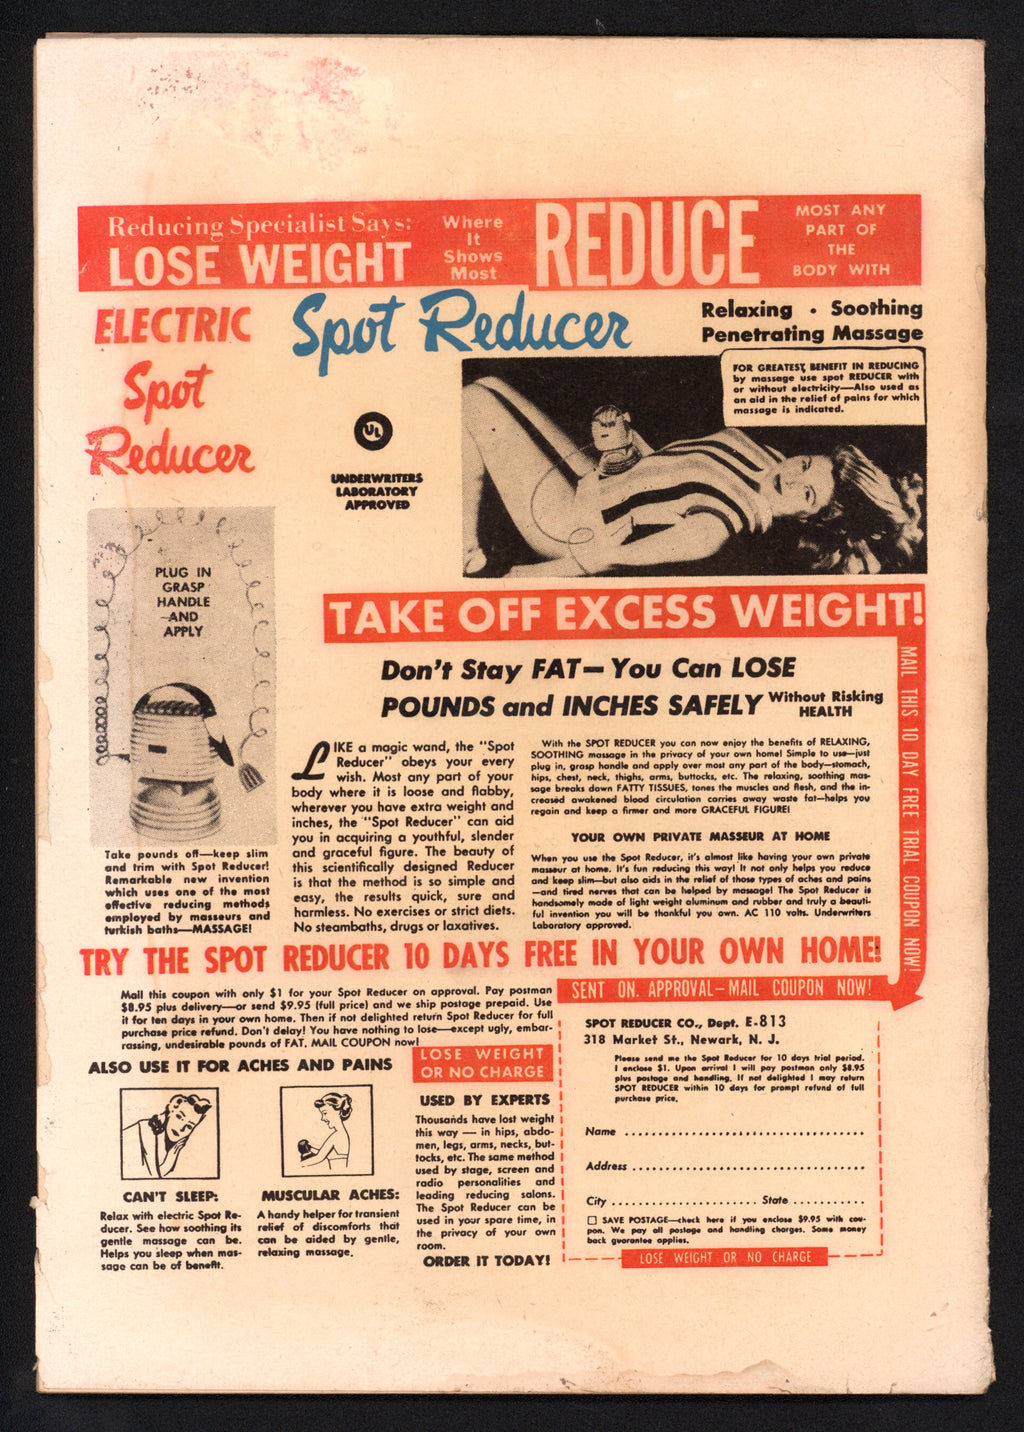 Reducing Specialist Says:
LOSE WEIGHT
Where
It
Shows
Most
REDUCE
MOST ANY
PART OF
THE
BODY WITH
ELECTRIC
Spot
Reducer
Spot Reducer
Relaxing • Soothing
Penetrating Massage
UL
UNDERWRITERS
LABORATORY
APPROVED
FOR GREATEST BENEFIT IN REDUCING
by massage use spot REDUCER with
or without electricity—Also used as
an aid in the relief of pains for which
massage is indicated.
PLUG IN
GRASP
HANDLE
AND
APPLY
Take pounds off—keep slim
and trim with Spot Reducer!
Remarkable new invention
which uses one of the most
effective reducing methods
employed by masseurs and
turkish baths—MASSAGE!
TAKE OFF EXCESS WEIGHT!
Don't Stay FAT—You Can LOSE
POUNDS and INCHES SAFELY Without Risking
HEALTH
MAIL THIS 10 DAY FREE TRIAL COUPON NOW!
LIKE a magic wand, the "Spot
Reducer" obeys your every
wish. Most any part of your
body where it is loose and flabby,
wherever you have extra weight and
inches, the "Spot Reducer" can aid
you in acquiring a youthful, slender
and graceful figure. The beauty of
this scientifically designed Reducer
is that the method is so simple and
easy, the results quick, sure and
harmless. No exercises or strict diets.
No steambaths, drugs or laxatives.
With the SPOT REDUCER you can now enjoy the benefits of RELAXING,
SOOTHING massage in the privacy of your own home! Simple to use—just
plug in, grasp handle and apply over most any part of the body—stomach,
hips, chest, neck, thighs, arms, buttocks, etc. The relaxing, soothing mas-
sage breaks down FATTY TISSUES, tones the muscles and flesh, and the in-
creased awakened blood circulation carries away waste fat—helps you
regain and keep a firmer and more GRACEFUL FIGURE!
YOUR OWN PRIVATE MASSEUR AT HOME
When you use the Spot Reducer, it's almost like having your own private
masseur at home. It's fun reducing this way! It not only helps you reduce
and keep slim—but also aids in the relief of those types of aches and pains
—and tired nerves that can be helped by massage! The Spot Reducer is
handsomely made of light weight aluminum and rubber and truly a beauti-
ful invention you will be thankful you own. AC 110 volts. Underwriters
Laboratory approved.
TRY THE SPOT REDUCER 10 DAYS FREE IN YOUR OWN HOME!
Mail this coupon with only $1 for your Spot Reducer on approval. Pay postman
$8.95 plus delivery—or send $9.95 (full price) and we ship postage prepaid. Use
it for ten days in your own home. Then if not delighted return Spot Reducer for full
purchase price refund. Don't delay! You have nothing to lose—except ugly, embar-
rassing, undesirable pounds of FAT. MAIL COUPON now!
ALSO USE IT FOR ACHES AND PAINS
CAN'T SLEEP:
Relax with electric Spot Re-
ducer. See how soothing its
gentle massage can be.
Helps you sleep when mas-
sage can be of benefit.
MUSCULAR ACHES:
A handy helper for transient
relief of discomforts that
can be aided by gentle,
relaxing massage.
LOSE WEIGHT
OR NO CHARGE
USED BY EXPERTS
Thousands have lost weight
this way — in hips, abdo-
men, legs, arms, necks, but-
tocks, etc. The same method
used by stage, screen and
radio personalities and
leading reducing salons.
The Spot Reducer can be
used in your spare time, in
the privacy of your own
room.
ORDER IT TODAY!
SENT ON APPROVAL—MAIL COUPON NOW!
SPOT REDUCER CO., Dept. E-813
318 Market St., Newark, N. J.
Please send me the Spot Reducer for 10 days trial period.
I enclose $1. Upon arrival I will pay postman only $8.95
plus postage and handling. If not delighted I may return
SPOT REDUCER within 10 days for prompt refund of full
purchase price.
Name
Address
City State
SAVE POSTAGE—check here if you enclose $9.95 with cou-
pon. We pay all postage and handling charges. Same money
back guarantee applies.
LOSE WEIGHT OR NO CHARGE